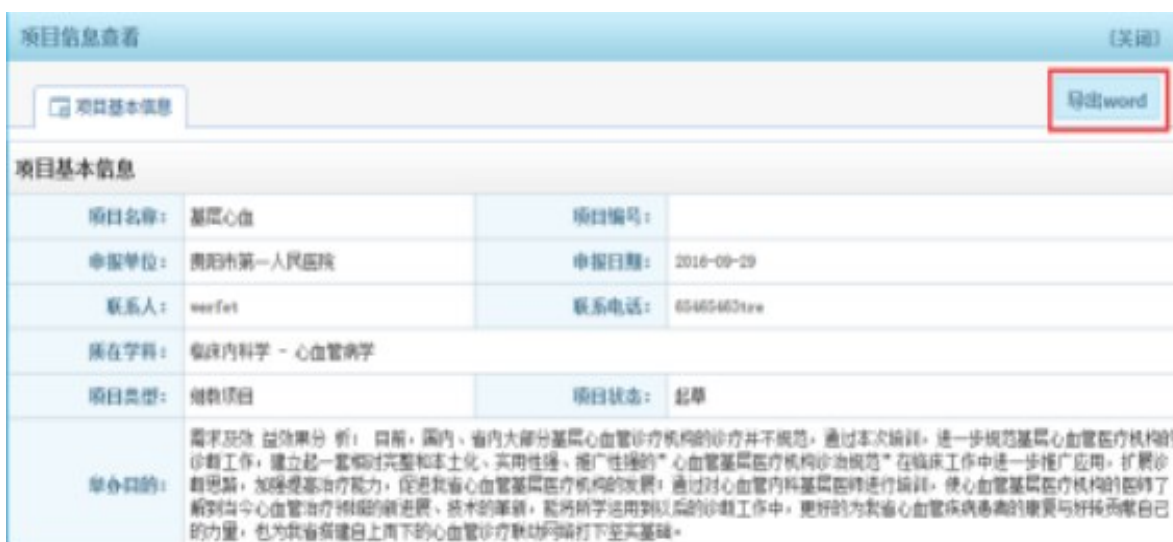 项目信息查看 [关闭]
项目基本信息 导出word
项目基本信息
项目名称: 基层心血 项目编号:
申报单位: 贵阳市第一人民医院 申报日期: 2016-09-29
联系人: werfet 联系电话: 65465463tre
所在学科: 临床内科学 - 心血管病学
项目类型: 继教项目 项目状态: 起草
需求及效 益效果分 析: 目前,国内、省内大部分基层心血管诊疗机构的诊疗并不规范,通过本次培训,进一步规范基层心血管医疗机构的
诊断工作,建立起一套相对完整和本土化、实用性强、推广性强的"心血管基层医疗机构诊治规范"在临床工作中进一步推广应用,扩展诊
举办目的: 断思路,加强提高治疗能力,促进我省心血管基层医疗机构的发展;通过对心血管内科基层医师进行培训,使心血管基层医疗机构的医师了
解到当今心血管治疗领域的新进展、技术的革新,能将所学运用到以后的诊断工作中,更好的为我省心血管疾病患病的康复与好转贡献自己
的力量,也为我省搭建自上而下的心血管诊疗联动网络打下坚实基础。